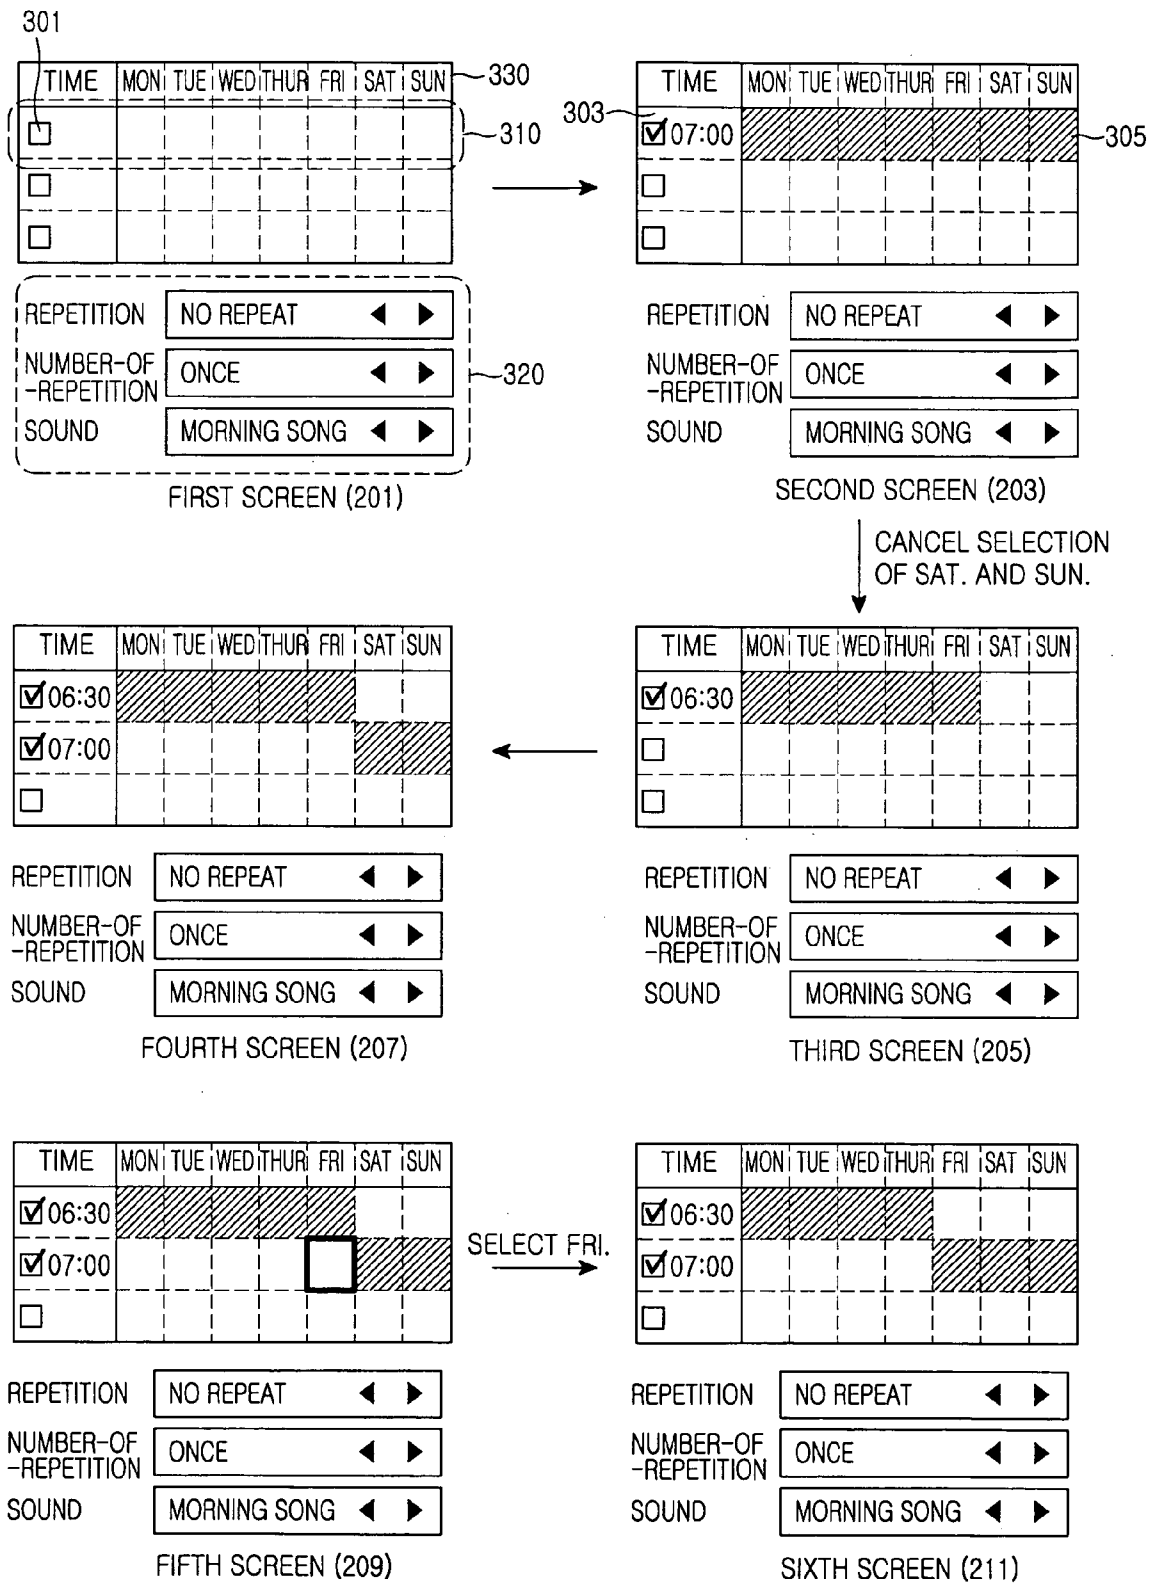 301
TIME MON TUE WED THUR FRI SAT SUN 330
310
REPETITION NO REPEAT
NUMBER-OF
-REPETITION ONCE 320
SOUND MORNING SONG
FIRST SCREEN (201)
TIME MON TUE WED THUR FRI SAT SUN
303
07:00 305
REPETITION NO REPEAT
NUMBER-OF
-REPETITION ONCE
SOUND MORNING SONG
SECOND SCREEN (203)
CANCEL SELECTION
OF SAT. AND SUN.
TIME MON TUE WED THUR FRI SAT SUN
06:30
07:00
REPETITION NO REPEAT
NUMBER-OF
-REPETITION ONCE
SOUND MORNING SONG
FOURTH SCREEN (207)
TIME MON TUE WED THUR FRI SAT SUN
06:30
REPETITION NO REPEAT
NUMBER-OF
-REPETITION ONCE
SOUND MORNING SONG
THIRD SCREEN (205)
TIME MON TUE WED THUR FRI SAT SUN
06:30
07:00
REPETITION NO REPEAT
NUMBER-OF
-REPETITION ONCE
SOUND MORNING SONG
FIFTH SCREEN (209)
SELECT FRI.
TIME MON TUE WED THUR FRI SAT SUN
06:30
07:00
REPETITION NO REPEAT
NUMBER-OF
-REPETITION ONCE
SOUND MORNING SONG
SIXTH SCREEN (211)